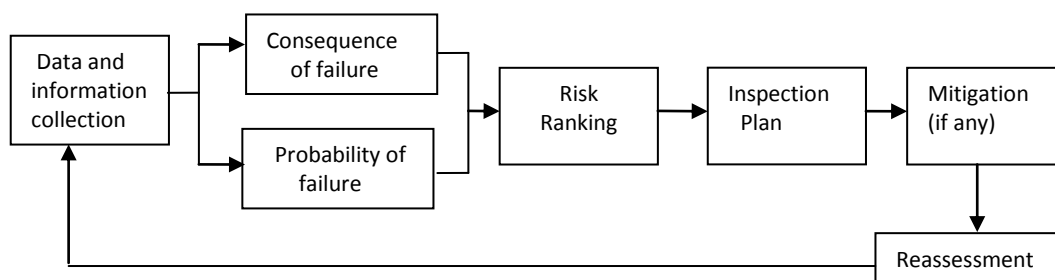 Data and
information
collection
Consequence
of failure
Probability of
failure
Risk
Ranking
Inspection
Plan
Mitigation
(if any)
Reassessment